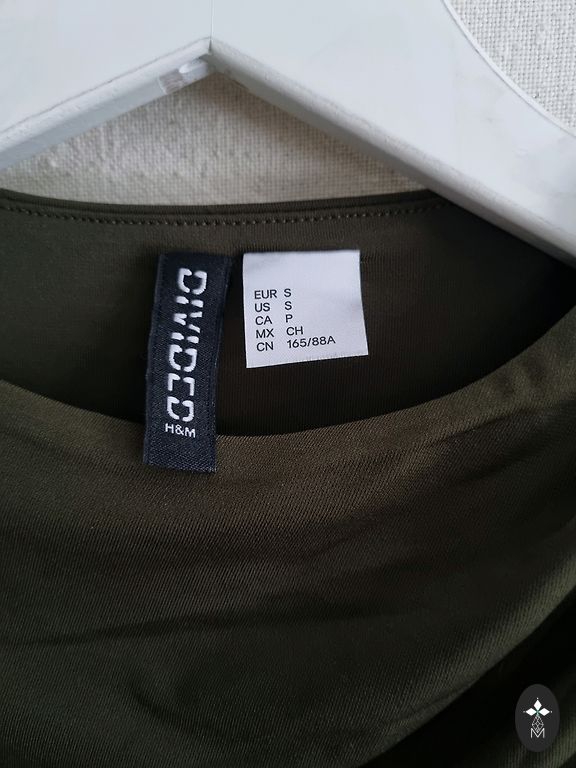 DIVIDED
H&M
EUR S
US S
CA P
MX CH
CN 165/88A
M